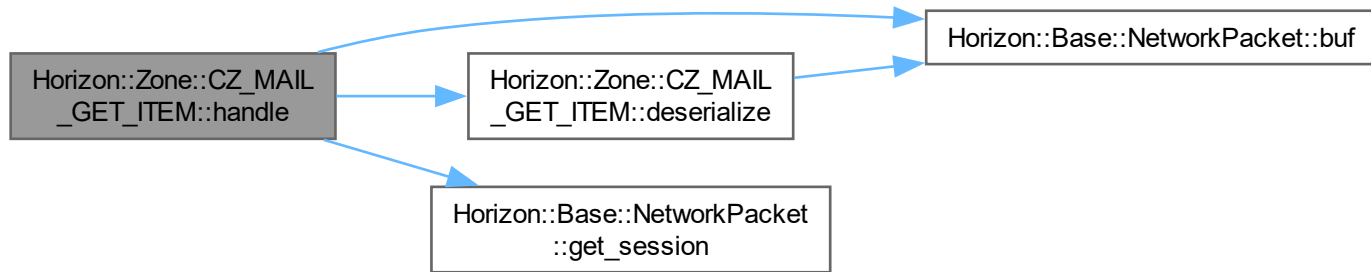 Horizon::Zone::CZ_MAIL
_GET_ITEM::handle
Horizon::Zone::CZ_MAIL
_GET_ITEM::deserialize
Horizon::Base::NetworkPacket::buf
Horizon::Base::NetworkPacket
::get_session